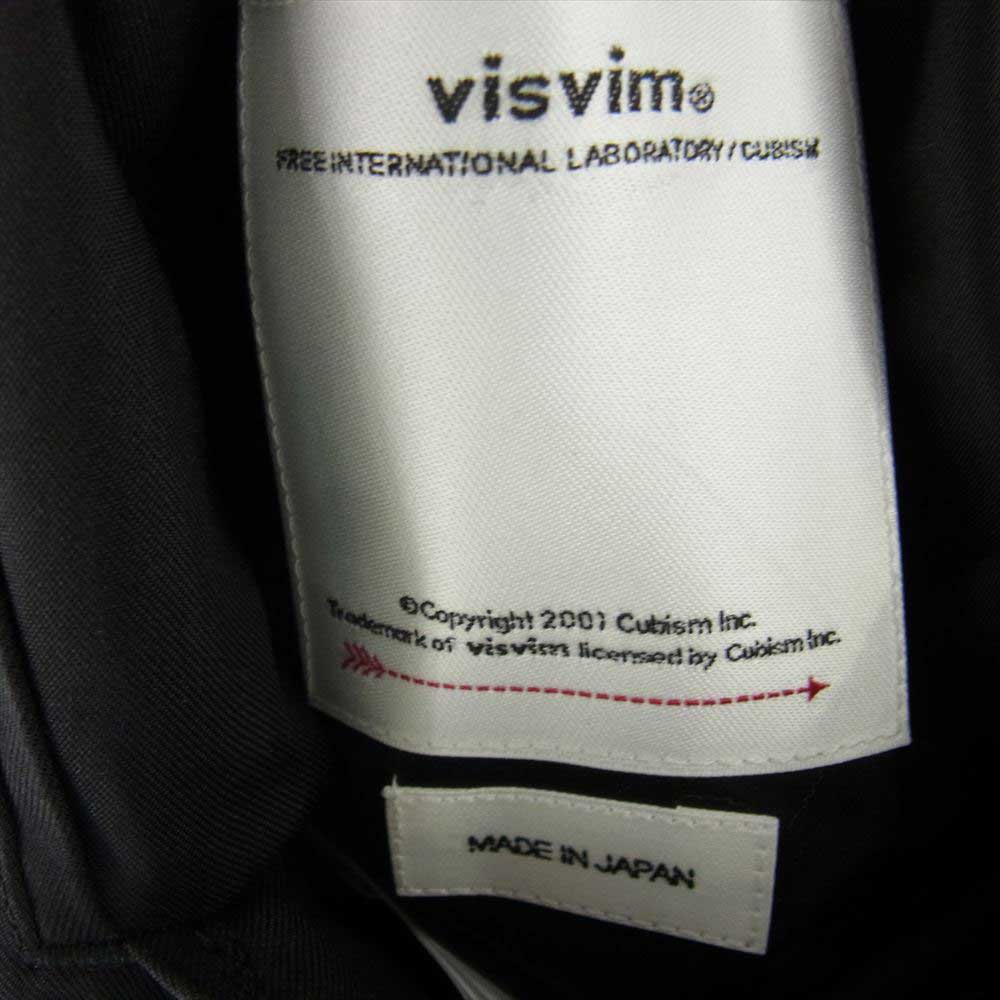 visvim®
FREE INTERNATIONAL LABORATORY/CUBISM
©Copyright 2001 Cubism Inc.
Trademark of visvim licensed by Cubism Inc.
MADE IN JAPAN